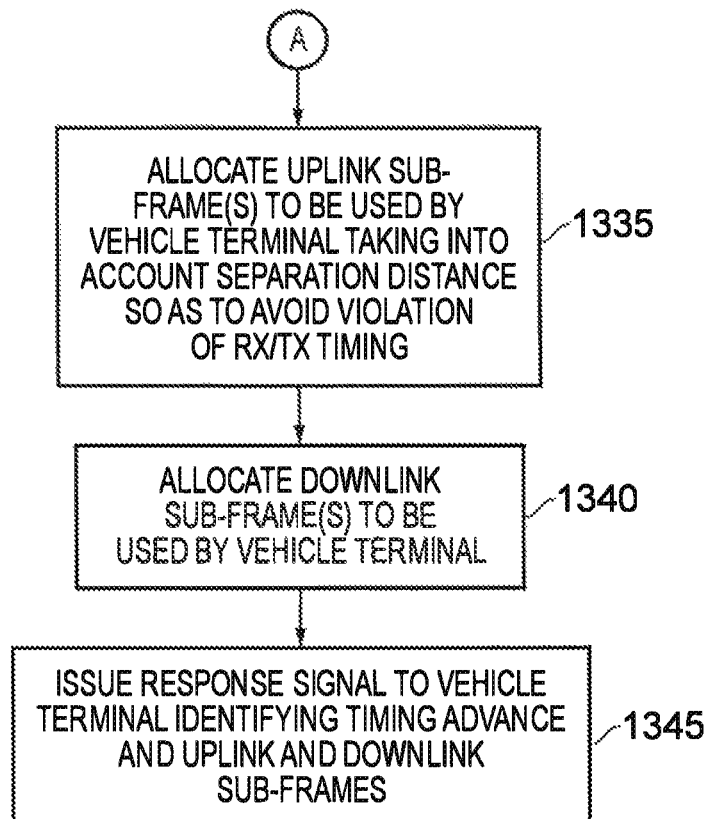 A
ALLOCATE UPLINK SUB-
FRAME(S) TO BE USED BY
VEHICLE TERMINAL TAKING INTO
ACCOUNT SEPARATION DISTANCE
SO AS TO AVOID VIOLATION
OF RX/TX TIMING
1335
ALLOCATE DOWNLINK
SUB-FRAME(S) TO BE
USED BY VEHICLE TERMINAL
1340
ISSUE RESPONSE SIGNAL TO VEHICLE
TERMINAL IDENTIFYING TIMING ADVANCE
AND UPLINK AND DOWNLINK
SUB-FRAMES
1345